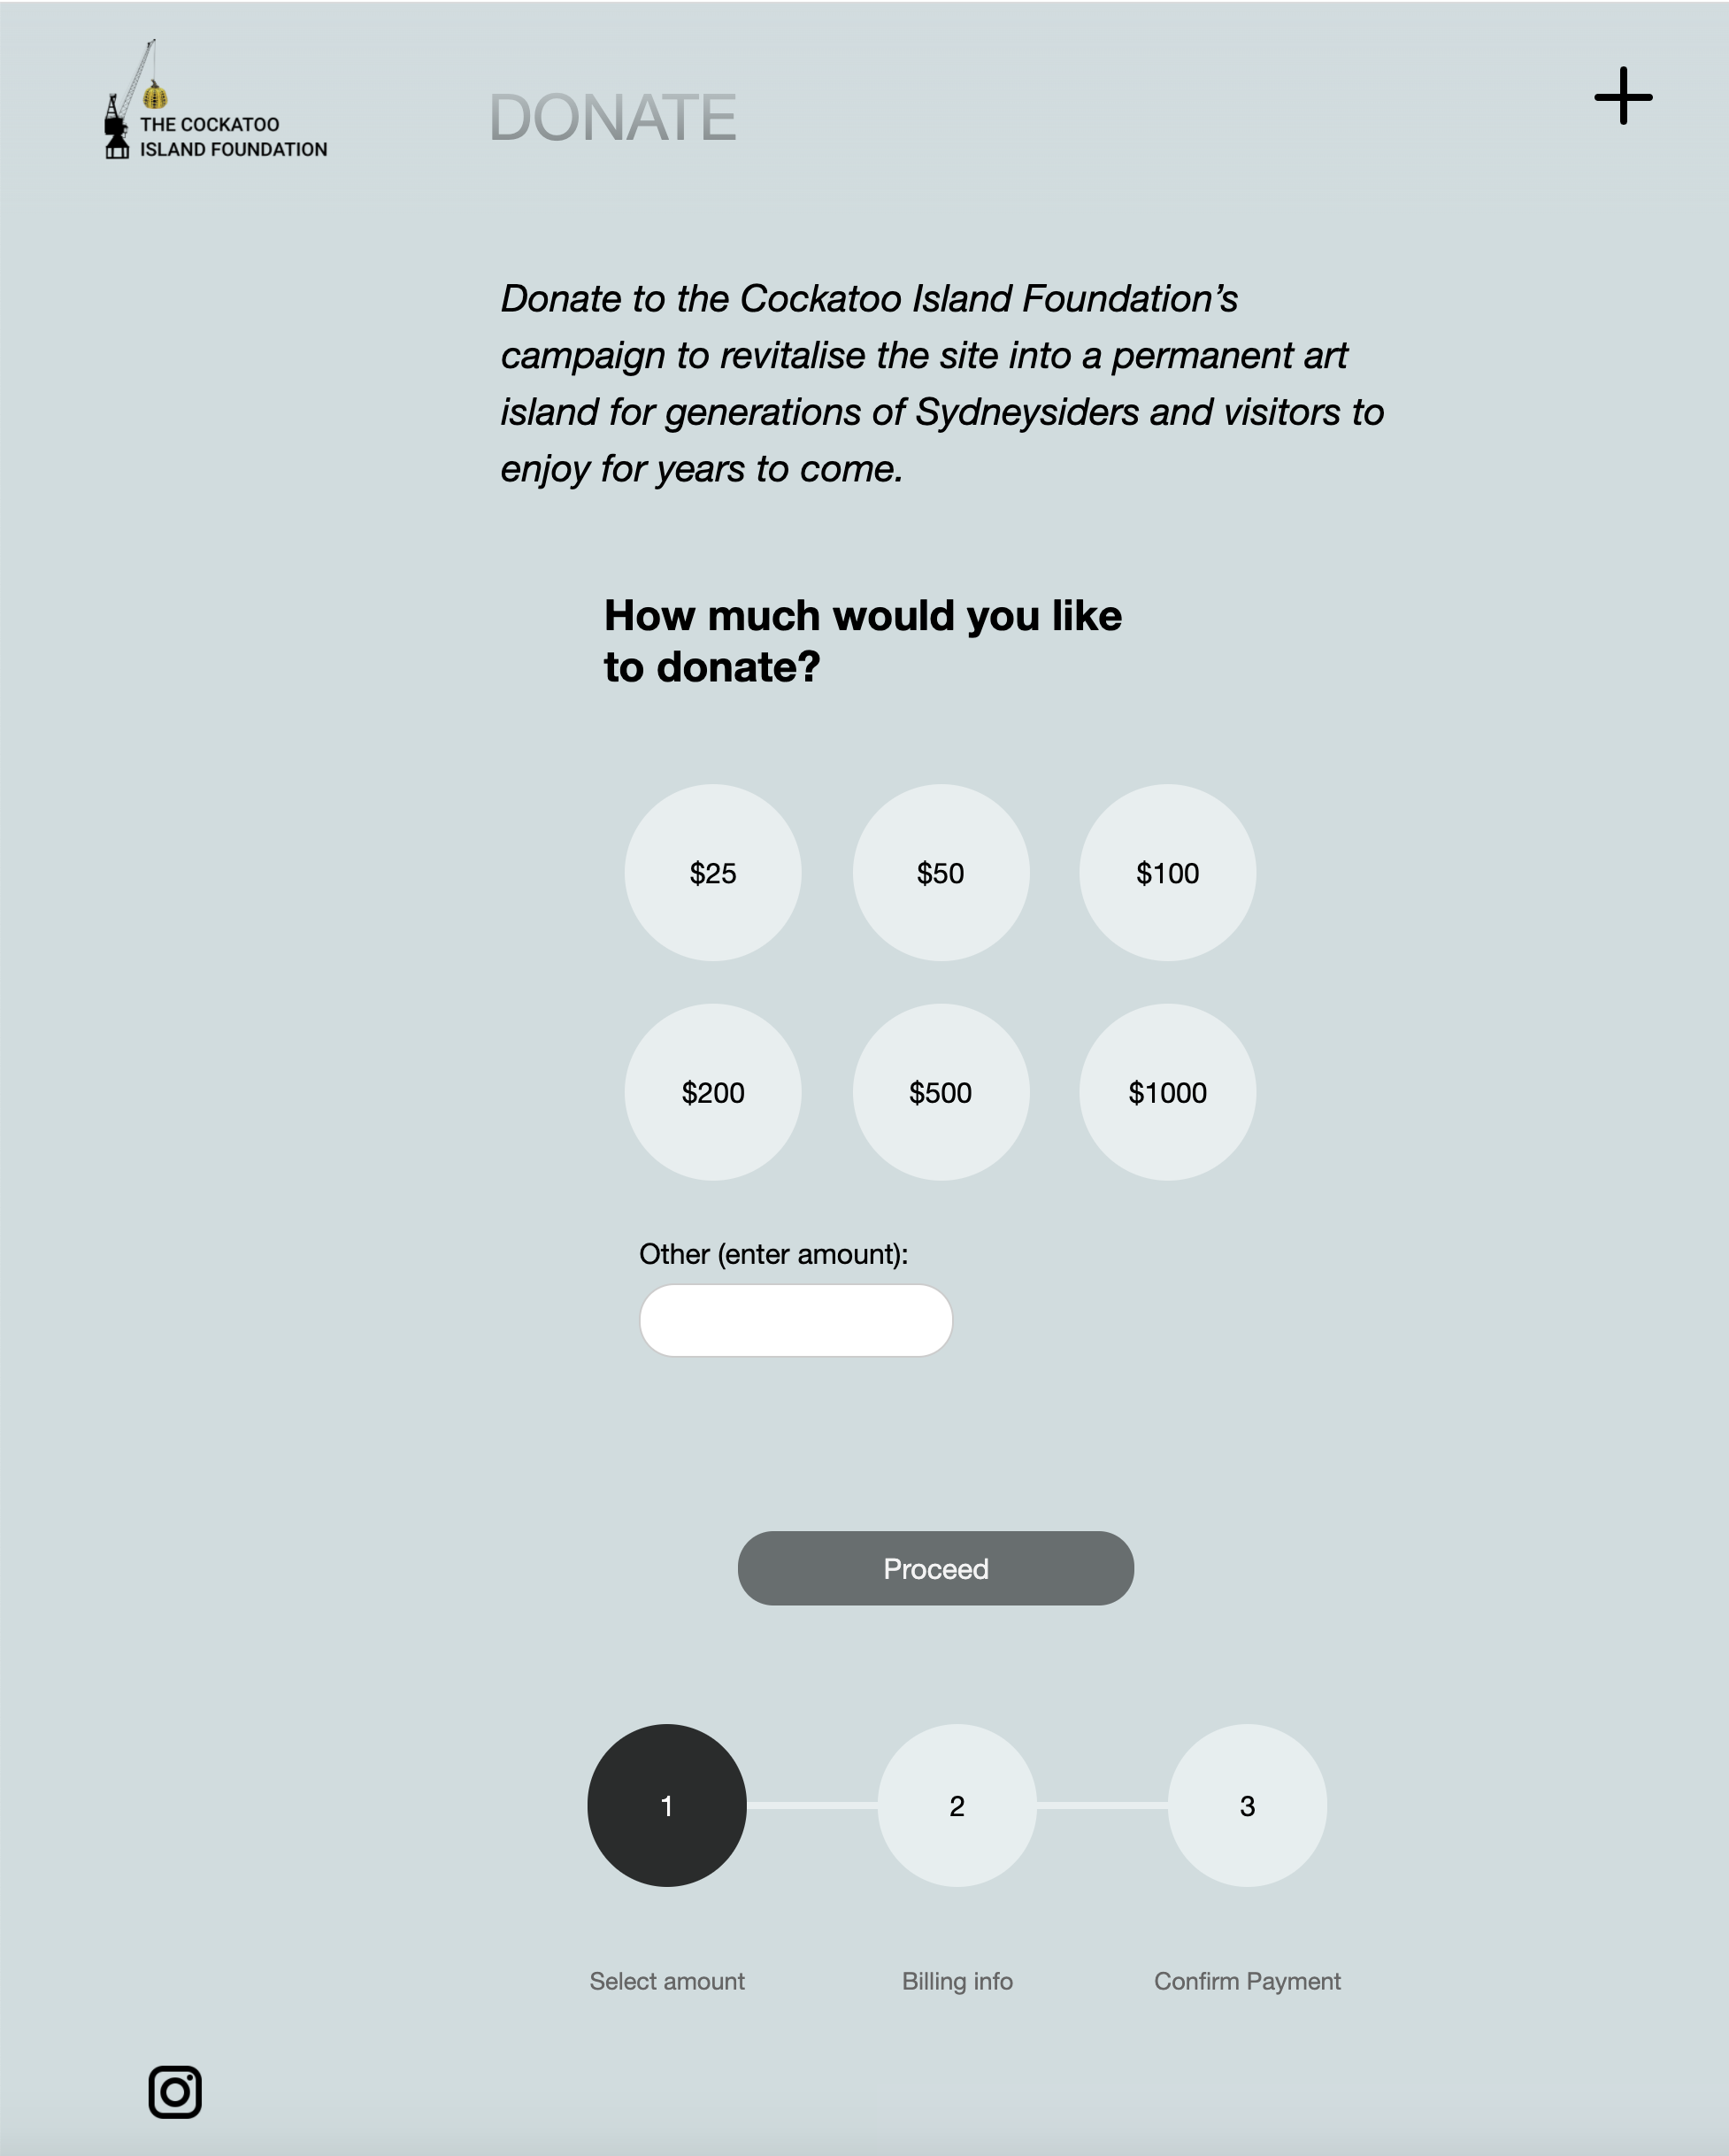 THE COCKATOO
ISLAND FOUNDATION
DONATE
Donate to the Cockatoo Island Foundation’s
campaign to revitalise the site into a permanent art
island for generations of Sydneysiders and visitors to
enjoy for years to come.
How much would you like
to donate?
$25 $50 $100
$200 $500 $1000
Other (enter amount):
Proceed
1 2 3
Select amount Billing info Confirm Payment